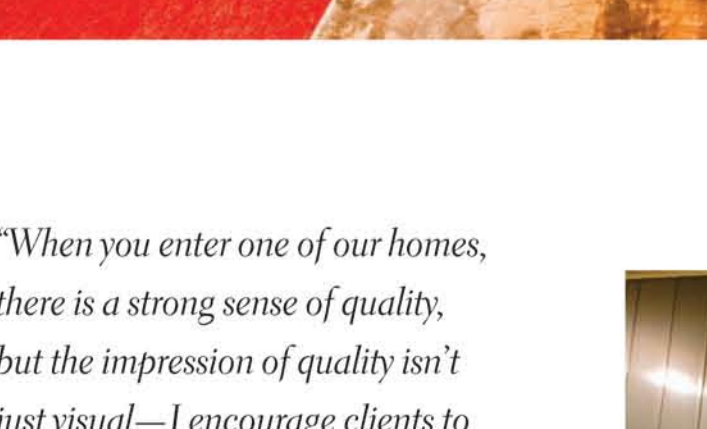 “When you enter one of our homes,
there is a strong sense of quality,
but the impression of quality isn’t
just visual—I encourage clients to